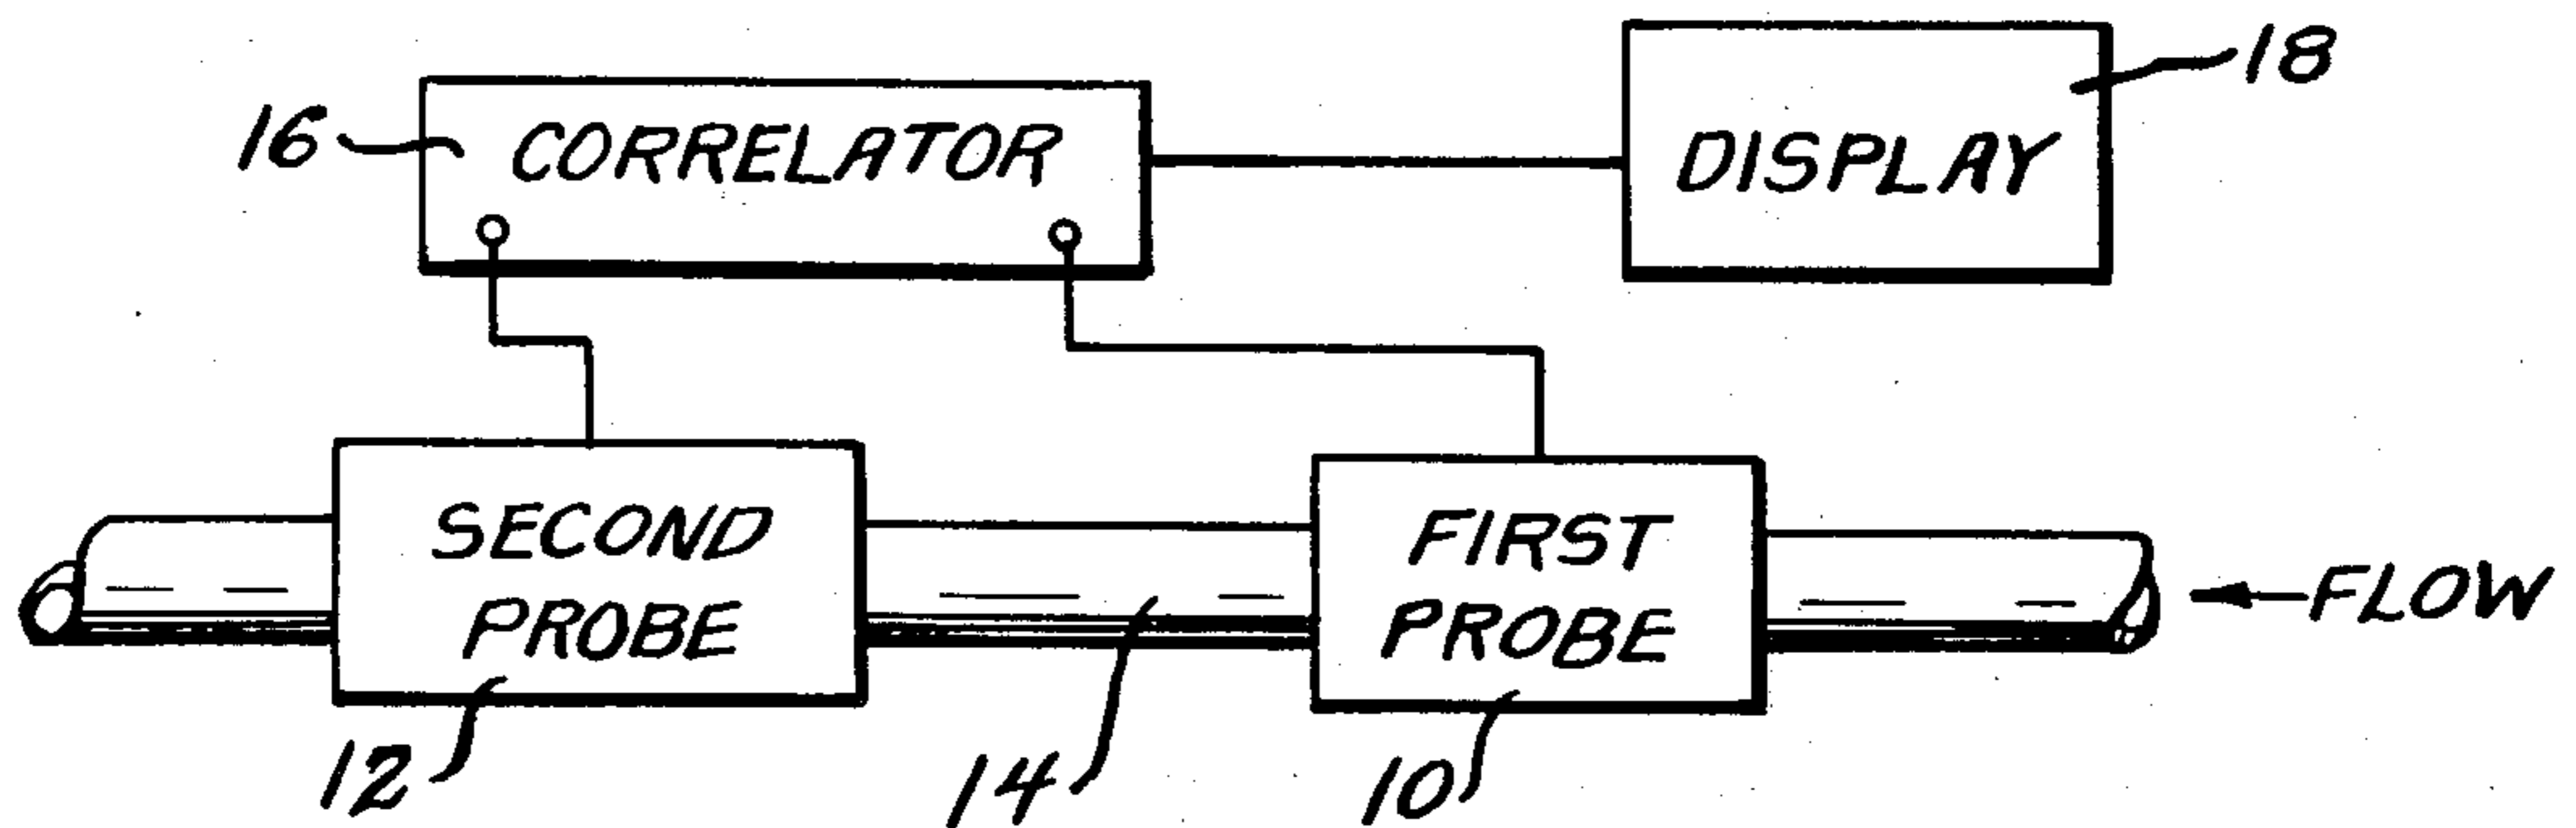 18
16
CORRELATOR
DISPLAY
SECOND
PROBE
FIRST
PROBE
FLOW
12
14
10